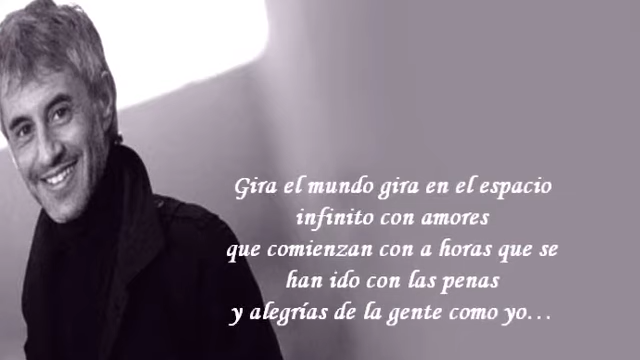 Gira el mundo gira en el espacio
infinito con amores
que comienzan con a horas que se
han ido con las penas
y alegrías de la gente como yo...